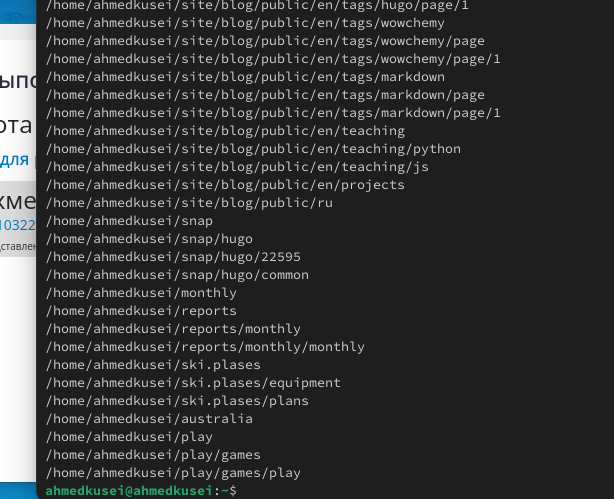 /home/ahmedkusei/site/blog/public/en/tags/hugo/page/1
/home/ahmedkusei/site/blog/public/en/tags/wowchemy
/home/ahmedkusei/site/blog/public/en/tags/wowchemy/page
/home/ahmedkusei/site/blog/public/en/tags/wowchemy/page/1
/home/ahmedkusei/site/blog/public/en/tags/markdown
/home/ahmedkusei/site/blog/public/en/tags/markdown/page
/home/ahmedkusei/site/blog/public/en/tags/markdown/page/1
/home/ahmedkusei/site/blog/public/en/teaching
/home/ahmedkusei/site/blog/public/en/teaching/python
/home/ahmedkusei/site/blog/public/en/teaching/js
/home/ahmedkusei/site/blog/public/en/projects
/home/ahmedkusei/site/blog/public/ru
/home/ahmedkusei/snap
/home/ahmedkusei/snap/hugo
/home/ahmedkusei/snap/hugo/22595
/home/ahmedkusei/snap/hugo/common
/home/ahmedkusei/monthly
/home/ahmedkusei/reports
/home/ahmedkusei/reports/monthly
/home/ahmedkusei/reports/monthly/monthly
/home/ahmedkusei/ski.plases
/home/ahmedkusei/ski.plases/equipment
/home/ahmedkusei/ski.plases/plans
/home/ahmedkusei/australia
/home/ahmedkusei/play
/home/ahmedkusei/play/games
/home/ahmedkusei/play/games/play
ahmedkusei@ahmedkusei:~$
для